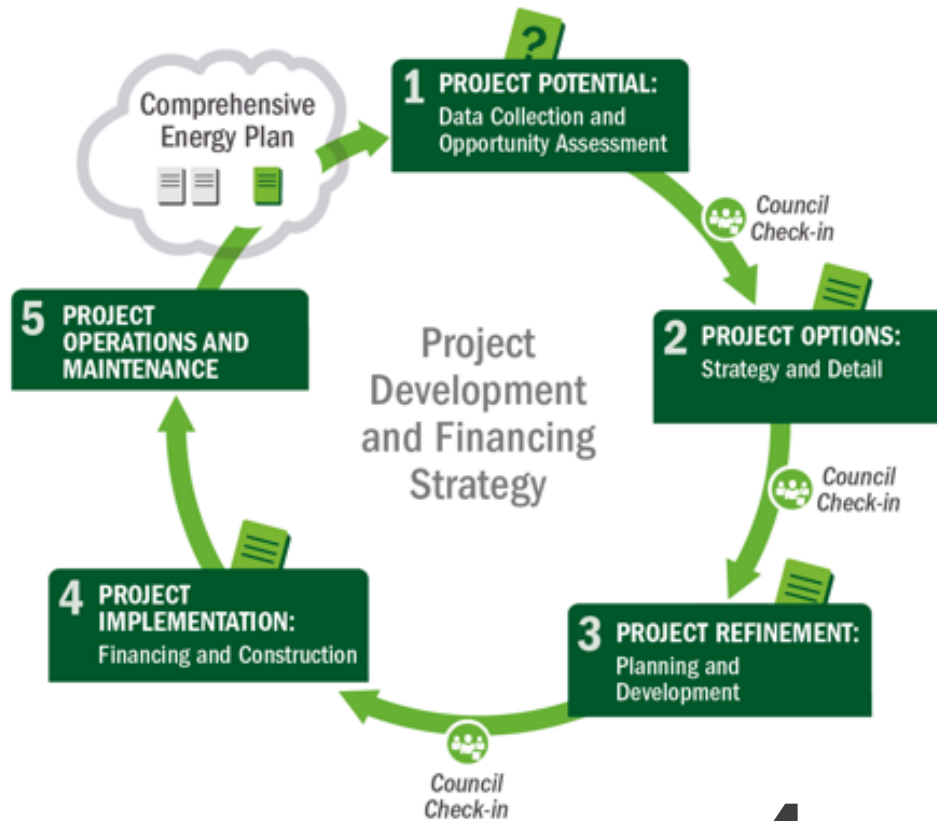 Comprehensive
Energy Plan
?
1 PROJECT POTENTIAL:
Data Collection and
Opportunity Assessment
Council
Check-in
2 PROJECT OPTIONS:
Strategy and Detail
Council
Check-in
3 PROJECT REFINEMENT:
Planning and
Development
Council
Check-in
4 PROJECT
IMPLEMENTATION:
Financing and Construction
5 PROJECT
OPERATIONS AND
MAINTENANCE
Project
Development
and Financing
Strategy